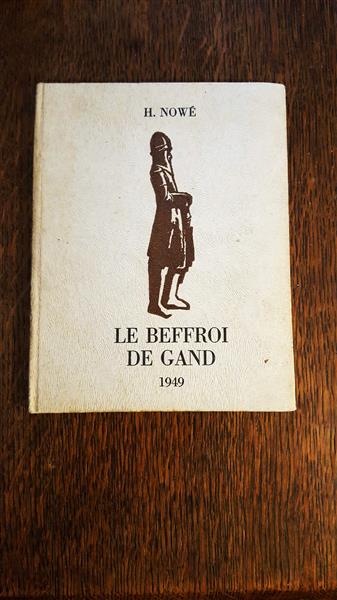 H. NOWÉ
LE BEFFROI
DE GAND
1949